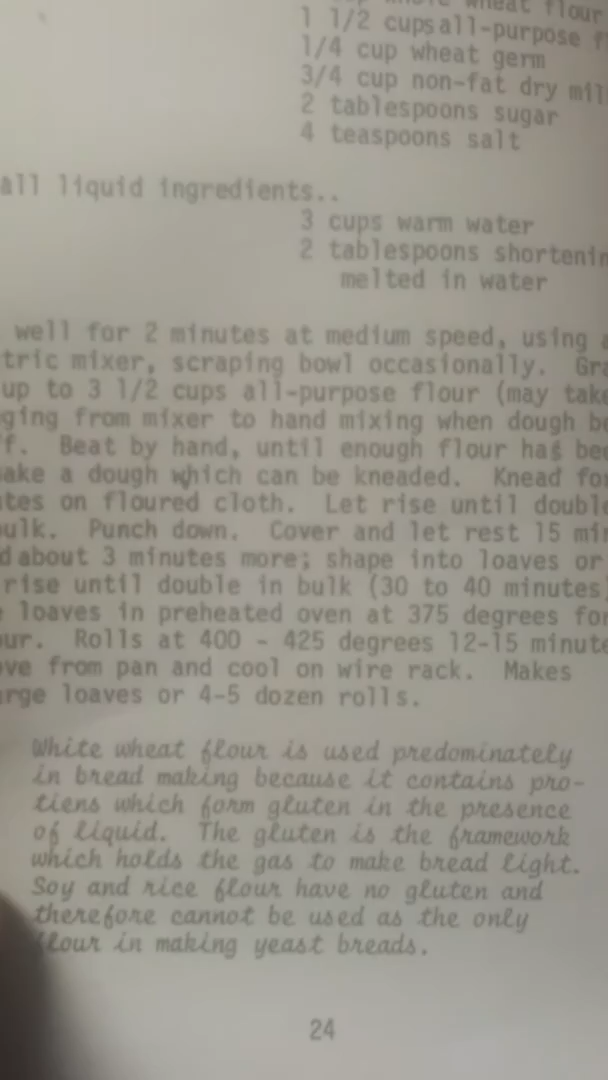 wheat flour
1 1/2 cups all-purpose
1/4 cup wheat germ
3/4 cup non-fat dry
2 tablespoons sugar
4 teaspoons salt
all liquid ingredients..
3 cups warm water
2 tablespoons
melted in water
well for 2 minutes at medium speed, using
mixer, scraping bowl occasionally.
up to 3 1/2 cups all-purpose flour (may take
from mixer to hand mixing when dough
Beat by hand, until enough flour has
a dough which can be kneaded. Knead
on floured cloth. Let rise until
Punch down. Cover and let rest 15
about 3 minutes more; shape into loaves or
rise until double in bulk (30 to 40 minutes
loaves in preheated oven at 375 degrees
Rolls at 400 - 425 degrees 12-15
from pan and cool on wire rack. Makes
loaves or 4-5 dozen rolls.
White wheat flour is used predominately
in bread making because it contains pro-
tiens which form gluten in the presence
of liquid. The gluten is the framework
which holds the gas to make bread light.
Soy and rice flour have no gluten and
therefore cannot be used as the only
flour in making yeast breads.
24